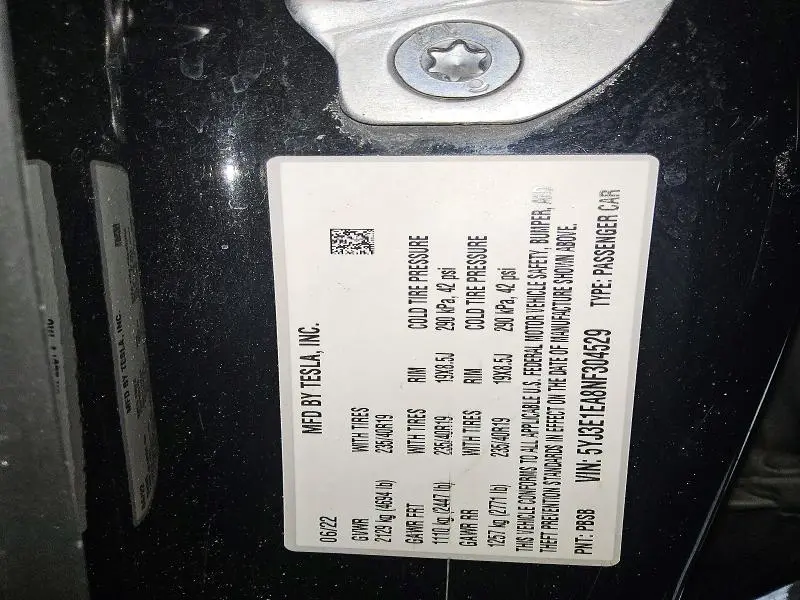 MFD BY TESLA, INC.
06/22
GVWR WITH TIRES
2129 kg (4694 lb) 235/40R19
GAWR FRT WITH TIRES RIM COLD TIRE PRESSURE
1110 kg (2447 lb) 235/40R19 19X8.5J 290 kPa, 42 psi
GAWR RR WITH TIRES RIM COLD TIRE PRESSURE
1257 kg (2771 lb) 235/40R19 19X8.5J 290 kPa, 42 psi
THIS VEHICLE CONFORMS TO ALL APPLICABLE U.S. FEDERAL MOTOR VEHICLE SAFETY, BUMPER, AND
THEFT PREVENTION STANDARDS IN EFFECT ON THE DATE OF MANUFACTURE SHOWN ABOVE.
PNT: PBSB VIN: 5YJ3E1EA8NF304529 TYPE: PASSENGER CAR
MFD BY TESLA, INC.